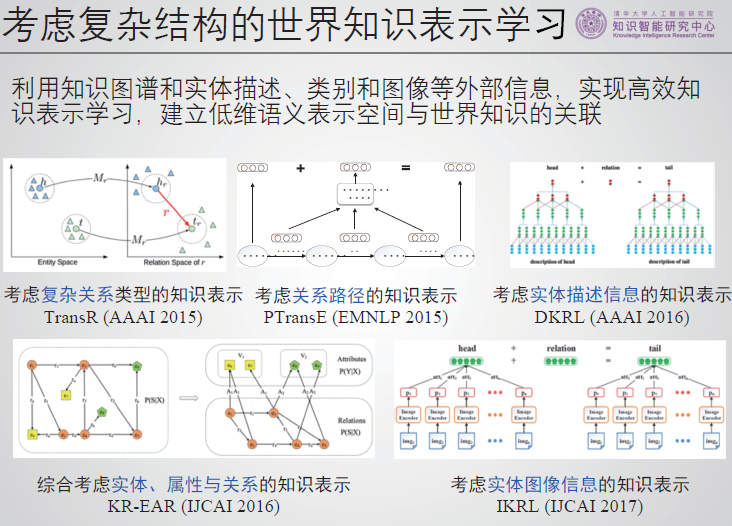 考虑复杂结构的世界知识表示学习
清华大学人工智能研究院
知识智能研究中心
Knowledge Intelligence Research Center
利用知识图谱和实体描述、类别和图像等外部信息，实现高效知
识表示学习，建立低维语义表示空间与世界知识的关联
h
M_r
h_r
r
t
M_r
t_r
Entity Space
Relation Space of r
+
=
head + relation = tail
description of head
description of tail
考虑复杂关系类型的知识表示
TransR (AAAI 2015)
考虑关系路径的知识表示
PTransE (EMNLP 2015)
考虑实体描述信息的知识表示
DKRL (AAAI 2016)
P(S|X)
Attributes
P(Y|X)
Relations
P(S|X)
head + relation = tail
Image Encoder
Image Encoder
Image Encoder
Image Encoder
Image Encoder
Image Encoder
Image Encoder
Image Encoder
综合考虑实体、属性与关系的知识表示
KR-EAR (IJCAI 2016)
考虑实体图像信息的知识表示
IKRL (IJCAI 2017)